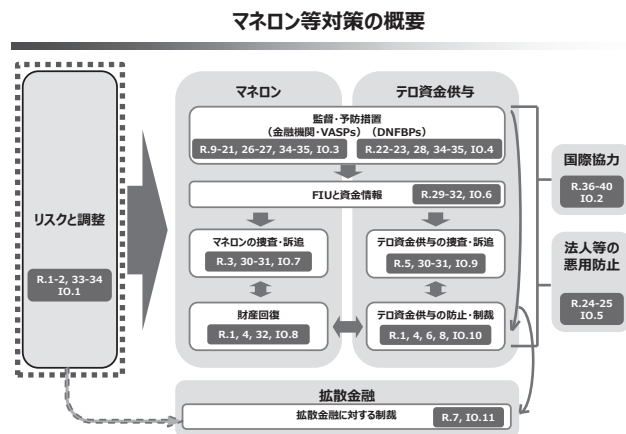 マネロン等対策の概要
リスクと調整
R.1-2, 33-34
IO.1
マネロン
テロ資金供与
監督・予防措置
（金融機関・VASPs）（DNFBPs）
R.9-21, 26-27, 34-35, IO.3
R.22-23, 28, 34-35, IO.4
FIUと資金情報
R.29-32, IO.6
マネロンの捜査・訴追
R.3, 30-31, IO.7
テロ資金供与の捜査・訴追
R.5, 30-31, IO.9
財産回復
R.1, 4, 32, IO.8
テロ資金供与の防止・制裁
R.1, 4, 6, 8, IO.10
国際協力
R.36-40
IO.2
法人等の
悪用防止
R.24-25
IO.5
拡散金融
拡散金融に対する制裁
R.7, IO.11